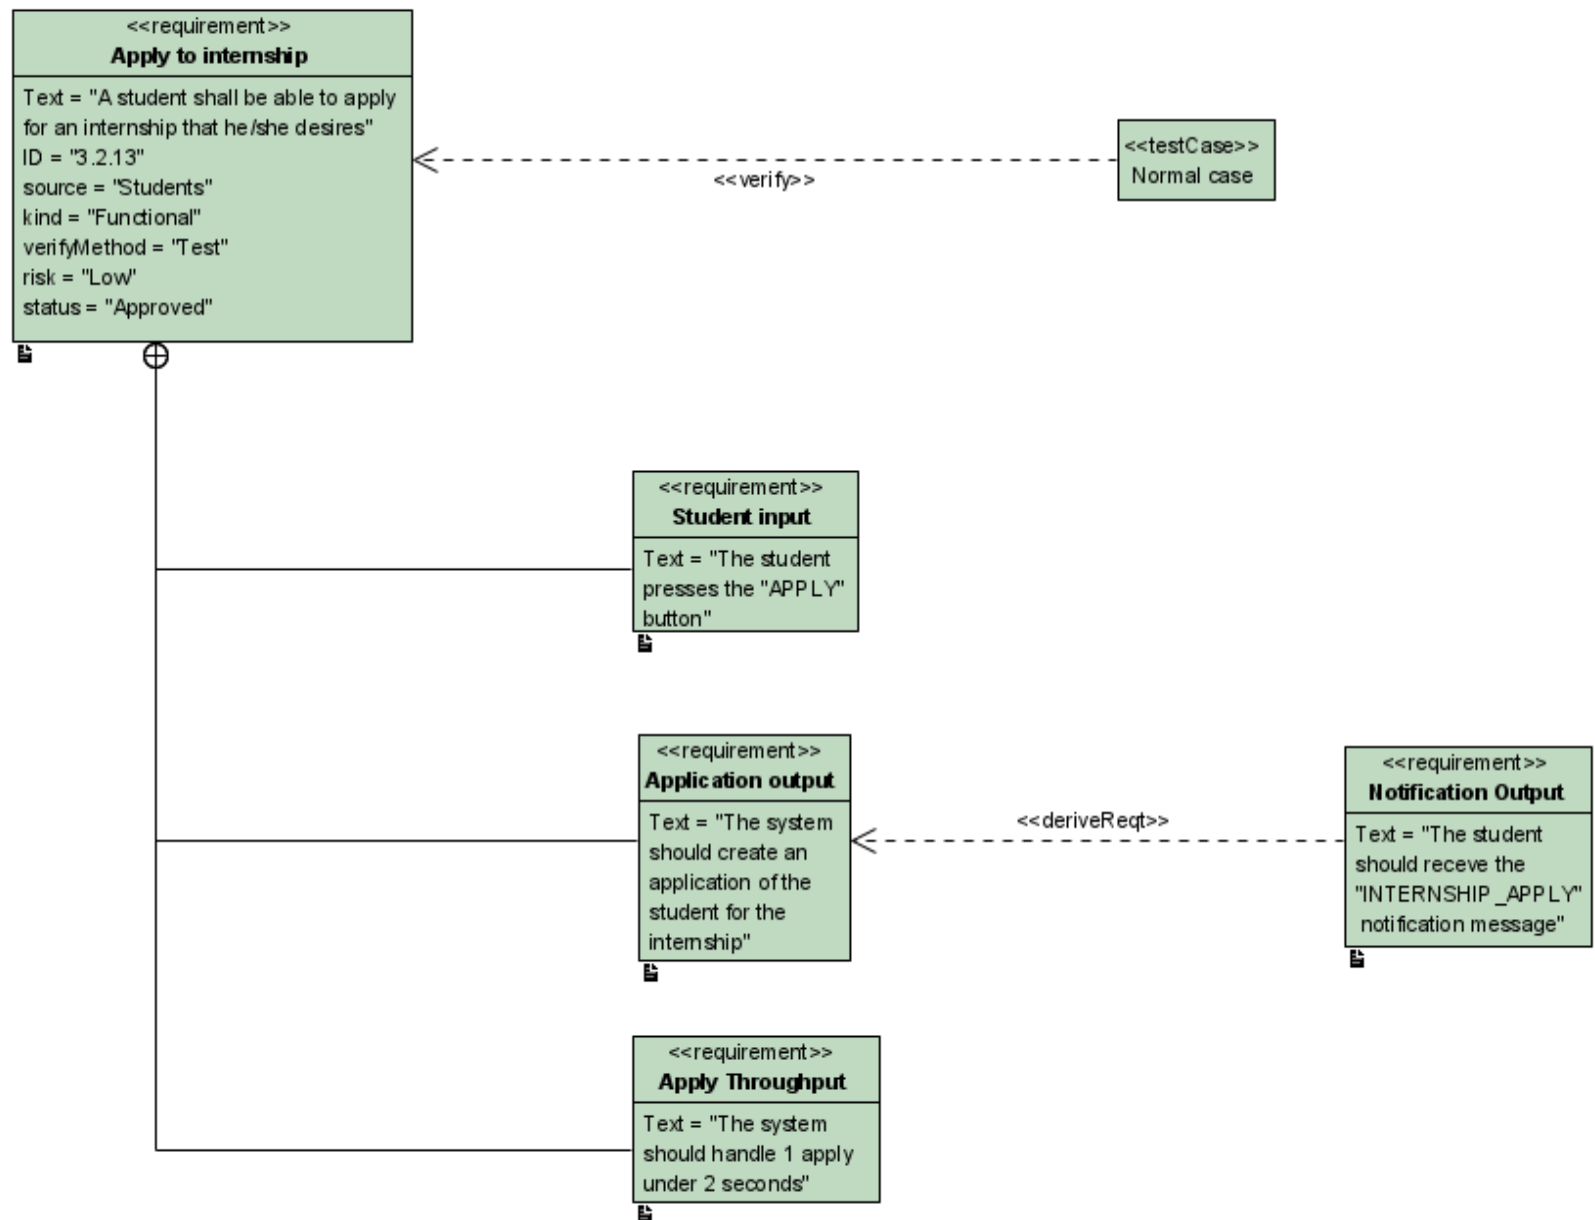 <<requirement>>
Apply to internship
Text = "A student shall be able to apply
for an internship that he/she desires"
ID = "3.2.13"
source = "Students"
kind = "Functional"
verifyMethod = "Test"
risk = "Low"
status = "Approved"
<<testCase>>
Normal case
<<verify>>
<<requirement>>
Student input
Text = "The student
presses the "APPLY"
button"
<<requirement>>
Application output
Text = "The system
should create an
application of the
student for the
internship"
<<deriveReqt>>
<<requirement>>
Notification Output
Text = "The student
should receve the
"INTERNSHIP_APPLY"
notification message"
<<requirement>>
Apply Throughput
Text = "The system
should handle 1 apply
under 2 seconds"